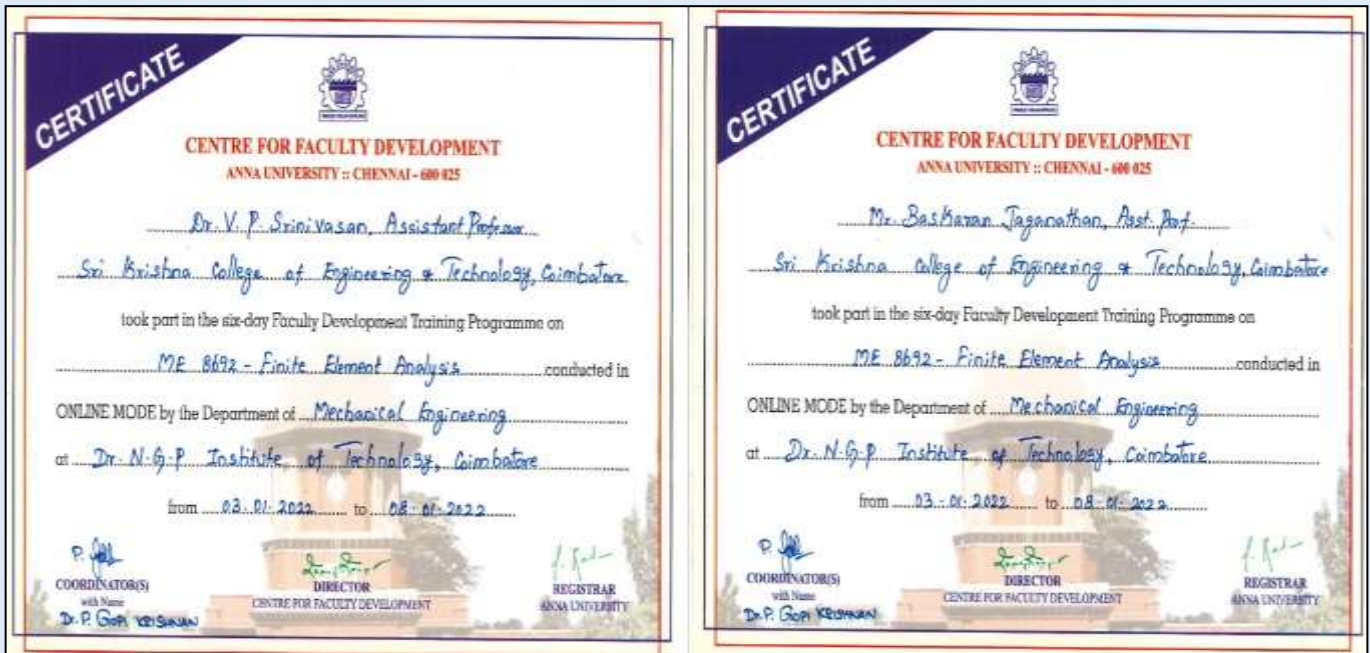 CERTIFICATE
CENTRE FOR FACULTY DEVELOPMENT
ANNA UNIVERSITY :: CHENNAI - 600 025
Dr. V. P. Srinivasan, Assistant Professor
Sri Krishna College of Engineering & Technology, Coimbatore
took part in the six-day Faculty Development Training Programme on
ME 8692 - Finite Element Analysis conducted in
ONLINE MODE by the Department of Mechanical Engineering
at Dr. N.G.P Institute of Technology, Coimbatore
from 03.01.2022 to 08.01.2022
COORDINATOR(S)
with Name
Dr. P. GOPI KRISHNAN
DIRECTOR
CENTRE FOR FACULTY DEVELOPMENT
REGISTRAR
ANNA UNIVERSITY
CERTIFICATE
CENTRE FOR FACULTY DEVELOPMENT
ANNA UNIVERSITY :: CHENNAI - 600 025
Mr. Baskaran Jaganathan, Asst. Prof.
Sri Krishna College of Engineering & Technology, Coimbatore
took part in the six-day Faculty Development Training Programme on
ME 8692 - Finite Element Analysis conducted in
ONLINE MODE by the Department of Mechanical Engineering
at Dr. N.G.P Institute of Technology, Coimbatore
from 03.01.2022 to 08.01.2022
COORDINATOR(S)
with Name
Dr. P. GOPI KRISHNAN
DIRECTOR
CENTRE FOR FACULTY DEVELOPMENT
REGISTRAR
ANNA UNIVERSITY